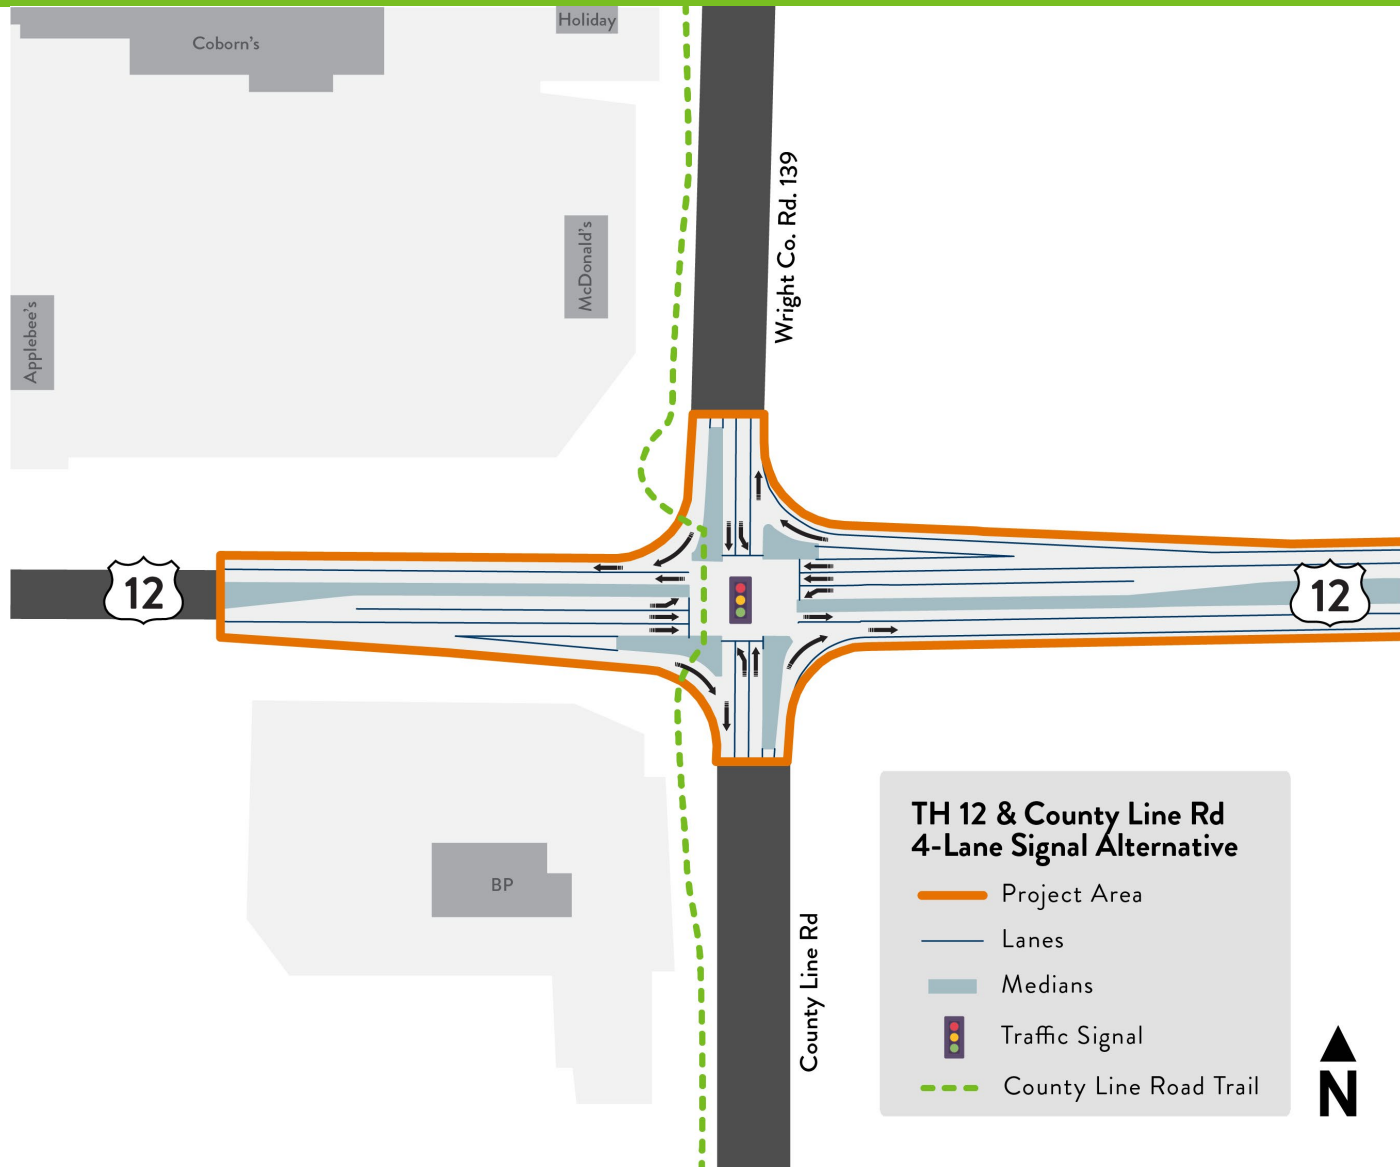 Holiday
Coborn's
Wright Co. Rd. 139
McDonald's
Applebee's
12
12
TH 12 & County Line Rd
4-Lane Signal Alternative
Project Area
BP
Lanes
County Line Rd
Medians
Traffic Signal
County Line Road Trail
N